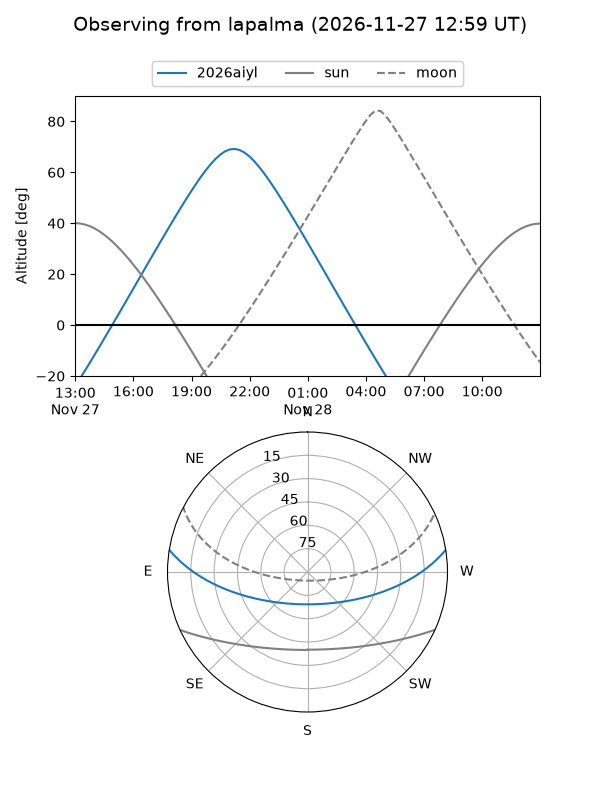 Observing from lapalma (2026-11-27 12:59 UT)
2026aiyl sun moon
Altitude [deg]
80
60
40
20
0
−20
13:00 16:00 19:00 22:00 01:00 04:00 07:00 10:00
Nov 27 Nov 28
N
NE NW
15
30
45
60
75
E W
SE SW
S